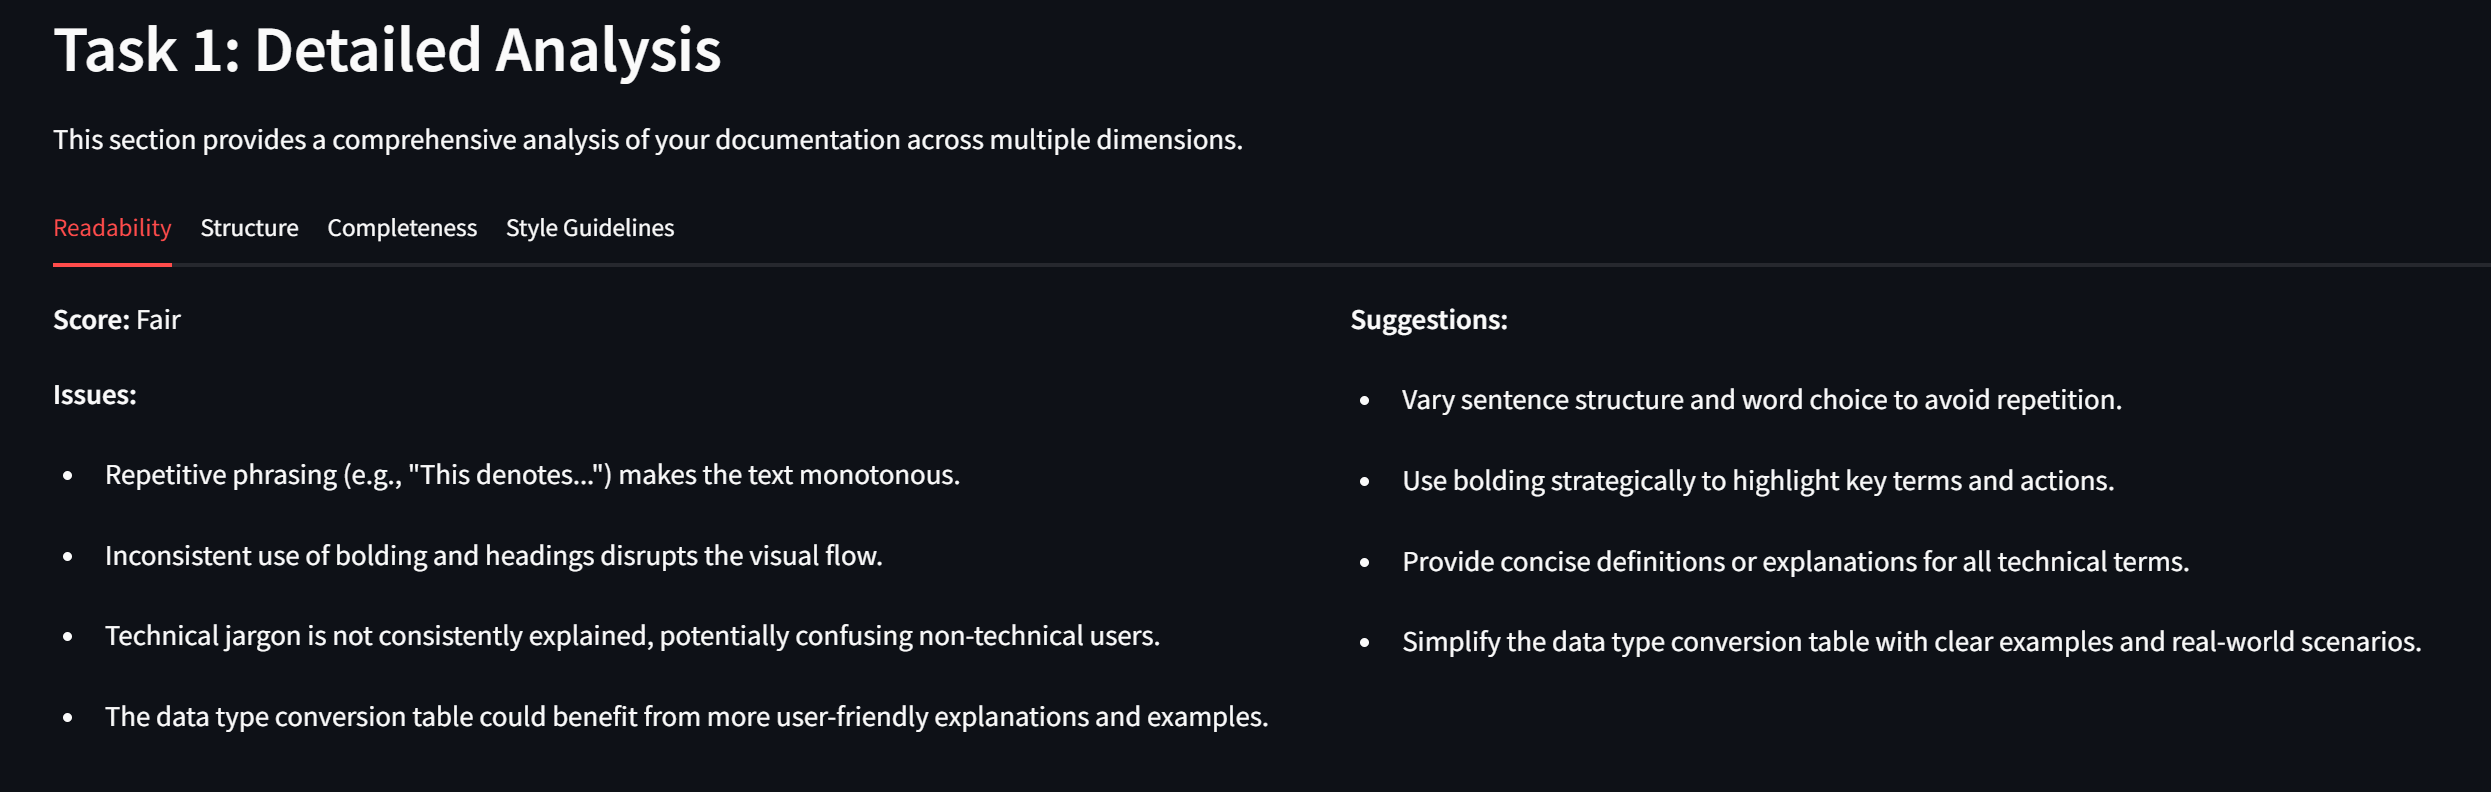 Task 1: Detailed Analysis
This section provides a comprehensive analysis of your documentation across multiple dimensions.
Readability Structure Completeness Style Guidelines
Score: Fair
Issues:
Repetitive phrasing (e.g., "This denotes...") makes the text monotonous.
Inconsistent use of bolding and headings disrupts the visual flow.
Technical jargon is not consistently explained, potentially confusing non-technical users.
The data type conversion table could benefit from more user-friendly explanations and examples.
Suggestions:
Vary sentence structure and word choice to avoid repetition.
Use bolding strategically to highlight key terms and actions.
Provide concise definitions or explanations for all technical terms.
Simplify the data type conversion table with clear examples and real-world scenarios.